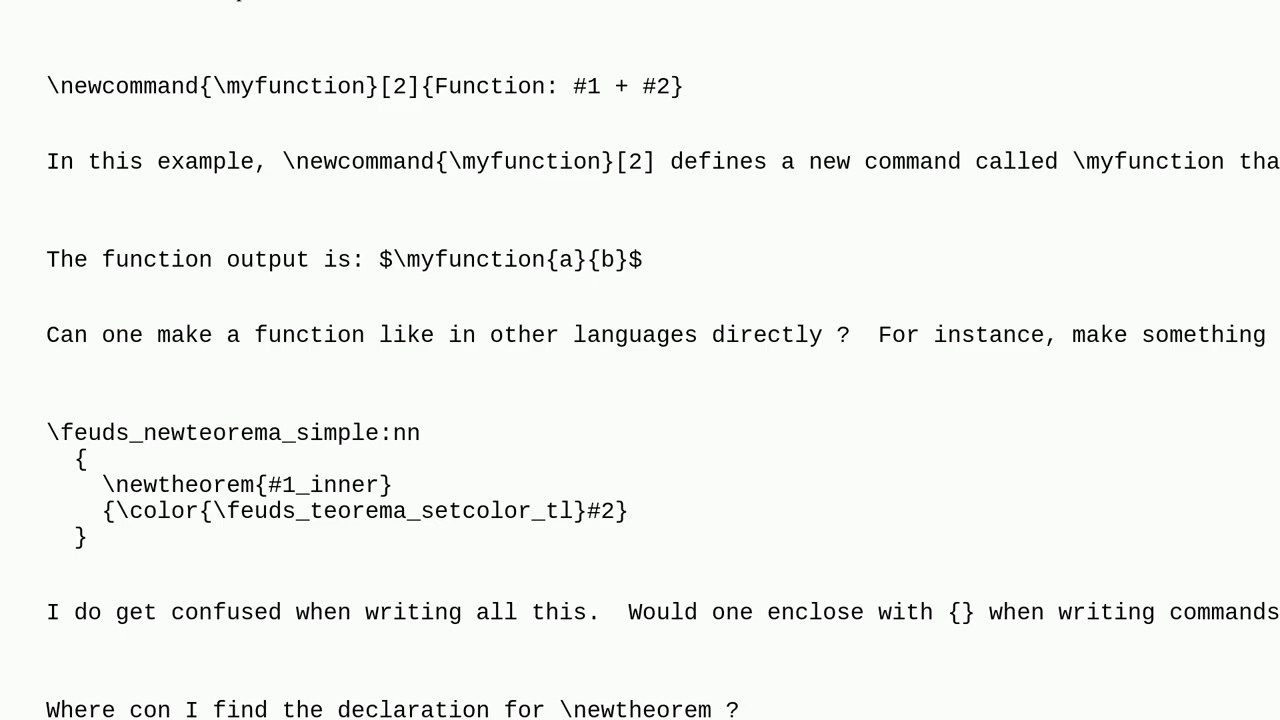 \newcommand{\myfunction}[2]{Function: #1 + #2}
In this example, \newcommand{\myfunction}[2] defines a new command called \myfunction tha
The function output is: $\myfunction{a}{b}$
Can one make a function like in other languages directly ?  For instance, make something
\feuds_newteorema_simple:nn
  {
    \newtheorem{#1_inner}
    {\color{\feuds_teorema_setcolor_tl}#2}
  }
I do get confused when writing all this.  Would one enclose with {} when writing commands
Where con I find the declaration for \newtheorem ?